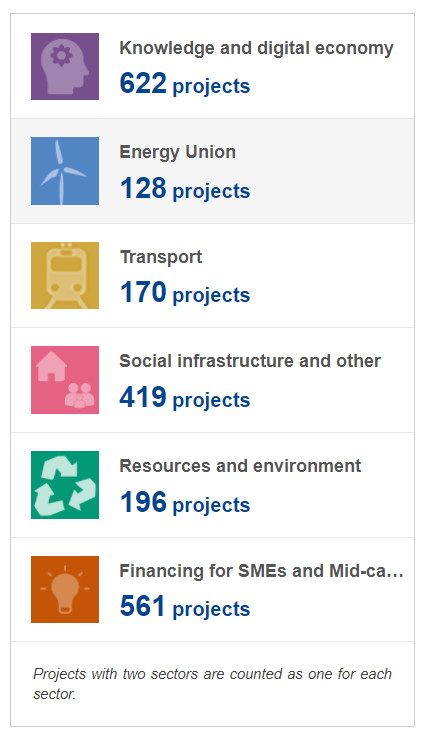 Knowledge and digital economy
622 projects
Energy Union
128 projects
Transport
170 projects
Social infrastructure and other
419 projects
Resources and environment
196 projects
Financing for SMEs and Mid-ca...
561 projects
Projects with two sectors are counted as one for each
sector.